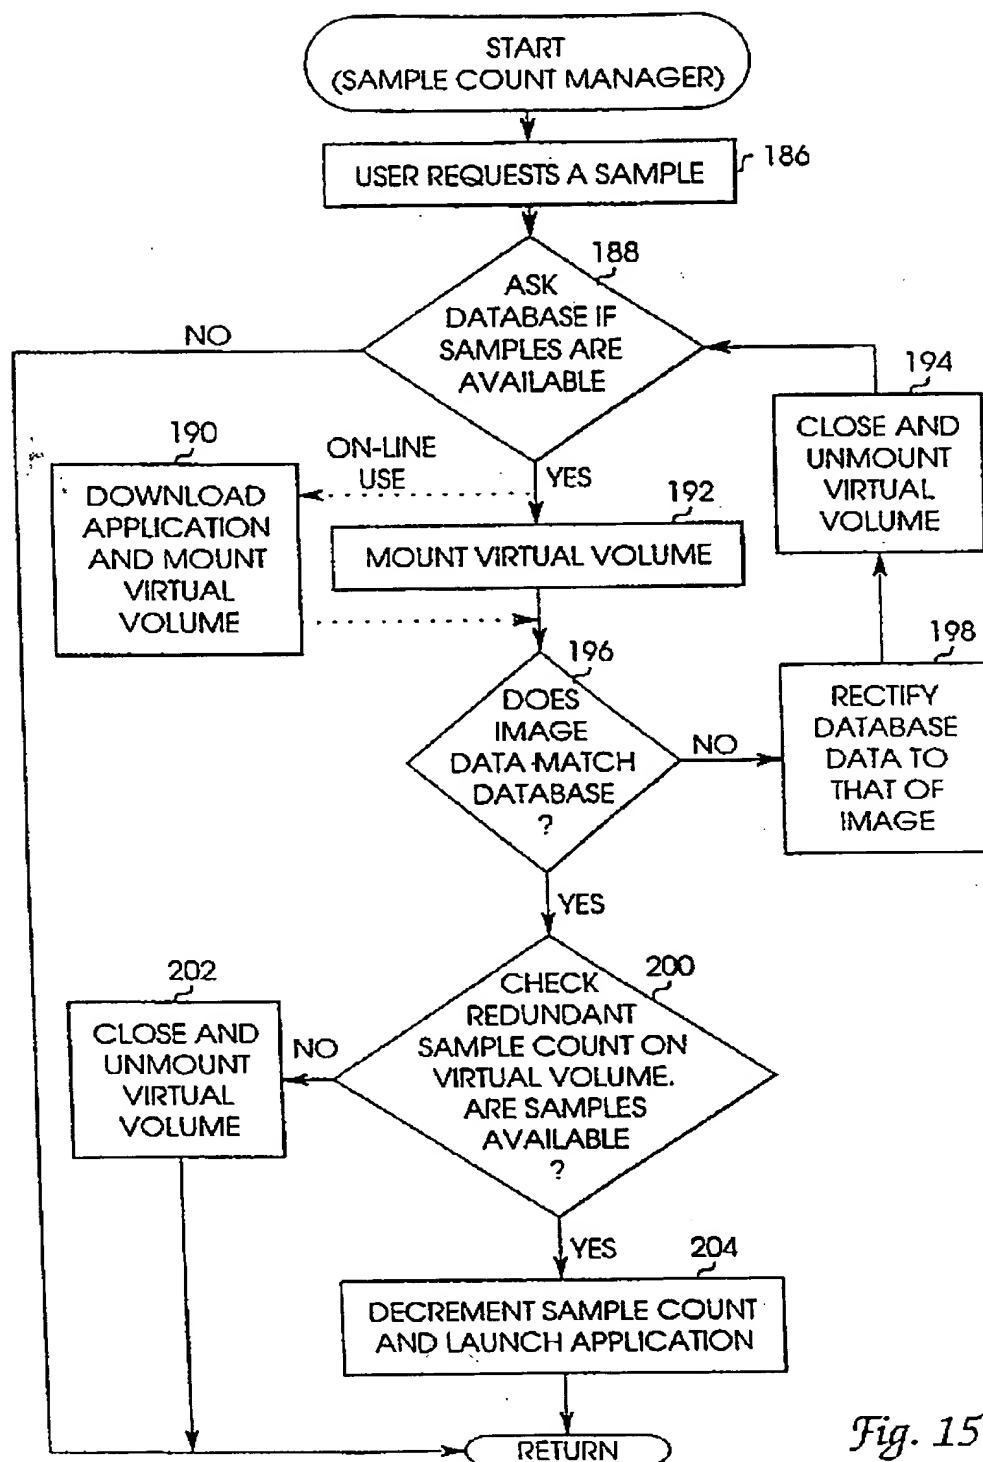 START
(SAMPLE COUNT MANAGER)
USER REQUESTS A SAMPLE
186
188
ASK
DATABASE IF
SAMPLES ARE
AVAILABLE
NO
194
CLOSE AND
UNMOUNT
VIRTUAL
VOLUME
190
ON-LINE
USE
YES
DOWNLOAD
APPLICATION
AND MOUNT
VIRTUAL
VOLUME
192
MOUNT VIRTUAL VOLUME
196
DOES
IMAGE
DATA MATCH
DATABASE
?
NO
198
RECTIFY
DATABASE
DATA TO
THAT OF
IMAGE
YES
200
CHECK
REDUNDANT
SAMPLE COUNT ON
VIRTUAL VOLUME.
ARE SAMPLES
AVAILABLE
?
202
NO
CLOSE AND
UNMOUNT
VIRTUAL
VOLUME
YES
204
DECREMENT SAMPLE COUNT
AND LAUNCH APPLICATION
RETURN
Fig. 15